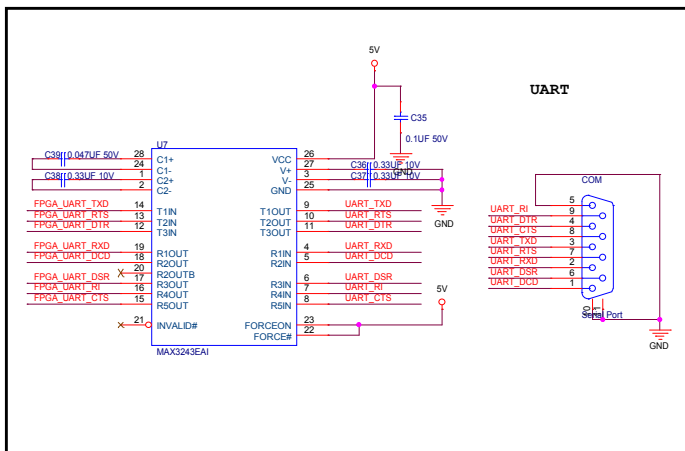 5V
UART
C35
0.1UF 50V
GND
U7
C39 0.047UF 50V
28 C1+
24 C1-
C38 0.33UF 10V
1 C2+
2 C2-
VCC 26
V+ 27 C36 0.33UF 10V
V- 3 C37 0.33UF 10V
GND 25
GND
FPGA_UART_TXD 14 T1IN
FPGA_UART_RTS 13 T2IN
FPGA_UART_DTR 12 T3IN
T1OUT 9 UART_TXD
T2OUT 10 UART_RTS
T3OUT 11 UART_DTR
FPGA_UART_RXD 19 R1OUT
FPGA_UART_DCD 18 R2OUT
20 R2OUTB
FPGA_UART_DSR 17 R3OUT
FPGA_UART_RI 16 R4OUT
FPGA_UART_CTS 15 R5OUT
R1IN 4 UART_RXD
R2IN 5 UART_DCD
R3IN 6 UART_DSR
R4IN 7 UART_RI
R5IN 8 UART_CTS
21 INVALID#
FORCEON 23
FORCE# 22
5V
MAX3243EAI
COM
5
UART_RI 9
UART_DTR 4
UART_CTS 8
UART_TXD 3
UART_RTS 7
UART_RXD 2
UART_DSR 6
UART_DCD 1
10
11
Serial Port
GND